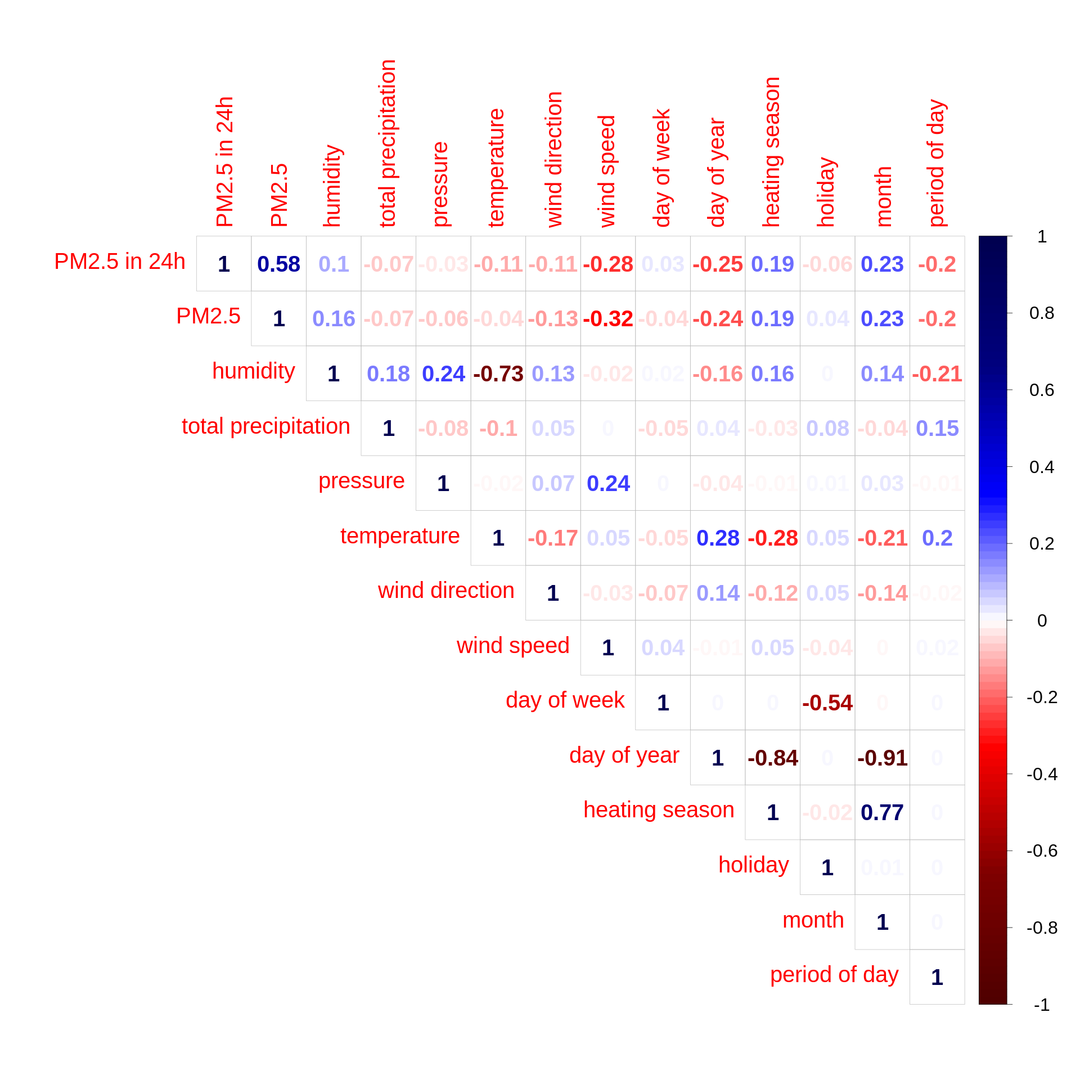 PM2.5 in 24h
PM2.5
humidity
total precipitation
pressure
temperature
wind direction
wind speed
day of week
day of year
heating season
holiday
month
period of day
PM2.5 in 24h 1 0.58 0.1 -0.07 -0.03 -0.11 -0.11 -0.28 0.03 -0.25 0.19 -0.06 0.23 -0.2
PM2.5 1 0.16 -0.07 -0.06 -0.04 -0.13 -0.32 -0.04 -0.24 0.19 0.04 0.23 -0.2
humidity 1 0.18 0.24 -0.73 0.13 -0.02 0.02 -0.16 0.16 0 0.14 -0.21
total precipitation 1 -0.08 -0.1 0.05 0 -0.05 0.04 -0.03 0.08 -0.04 0.15
pressure 1 -0.02 0.07 0.24 0 -0.04 -0.01 0.01 0.03 -0.01
temperature 1 -0.17 0.05 -0.05 0.28 -0.28 0.05 -0.21 0.2
wind direction 1 -0.03 -0.07 0.14 -0.12 0.05 -0.14 -0.02
wind speed 1 0.04 -0.01 0.05 -0.04 0 0.02
day of week 1 0 0 -0.54 0 0
day of year 1 -0.84 0 -0.91 0
heating season 1 -0.02 0.77 0
holiday 1 0.01 0
month 1 0
period of day 1
1
0.8
0.6
0.4
0.2
0
-0.2
-0.4
-0.6
-0.8
-1